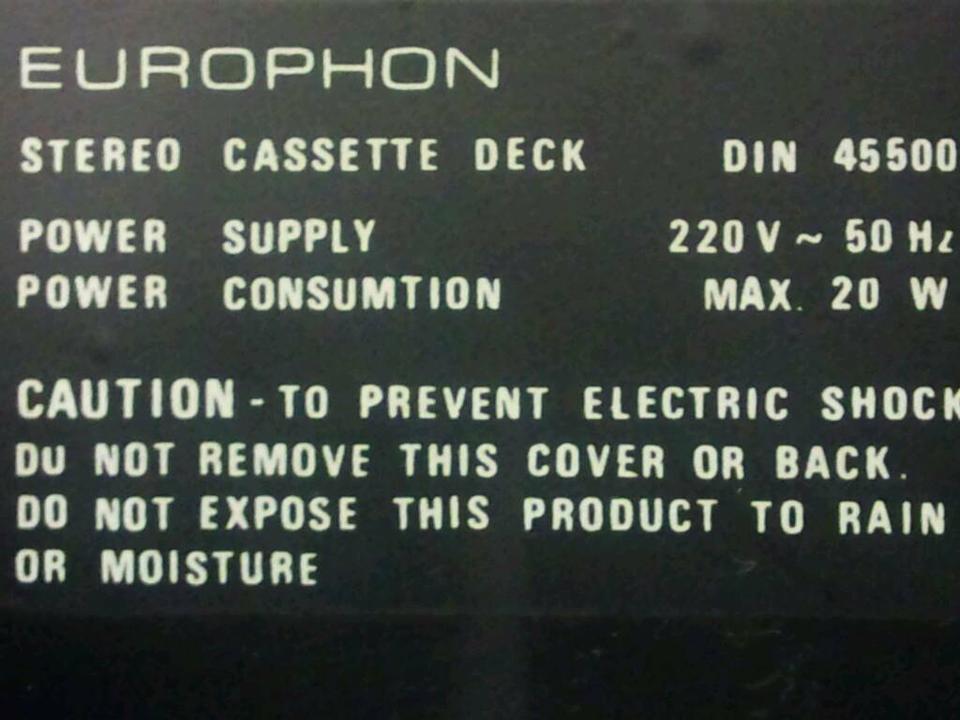 EUROPHON
STEREO CASSETTE DECK DIN 45500
POWER SUPPLY 220 V ~ 50 Hz
POWER CONSUMTION MAX. 20 W
CAUTION - TO PREVENT ELECTRIC SHOCK
DU NOT REMOVE THIS COVER OR BACK.
DO NOT EXPOSE THIS PRODUCT TO RAIN
OR MOISTURE